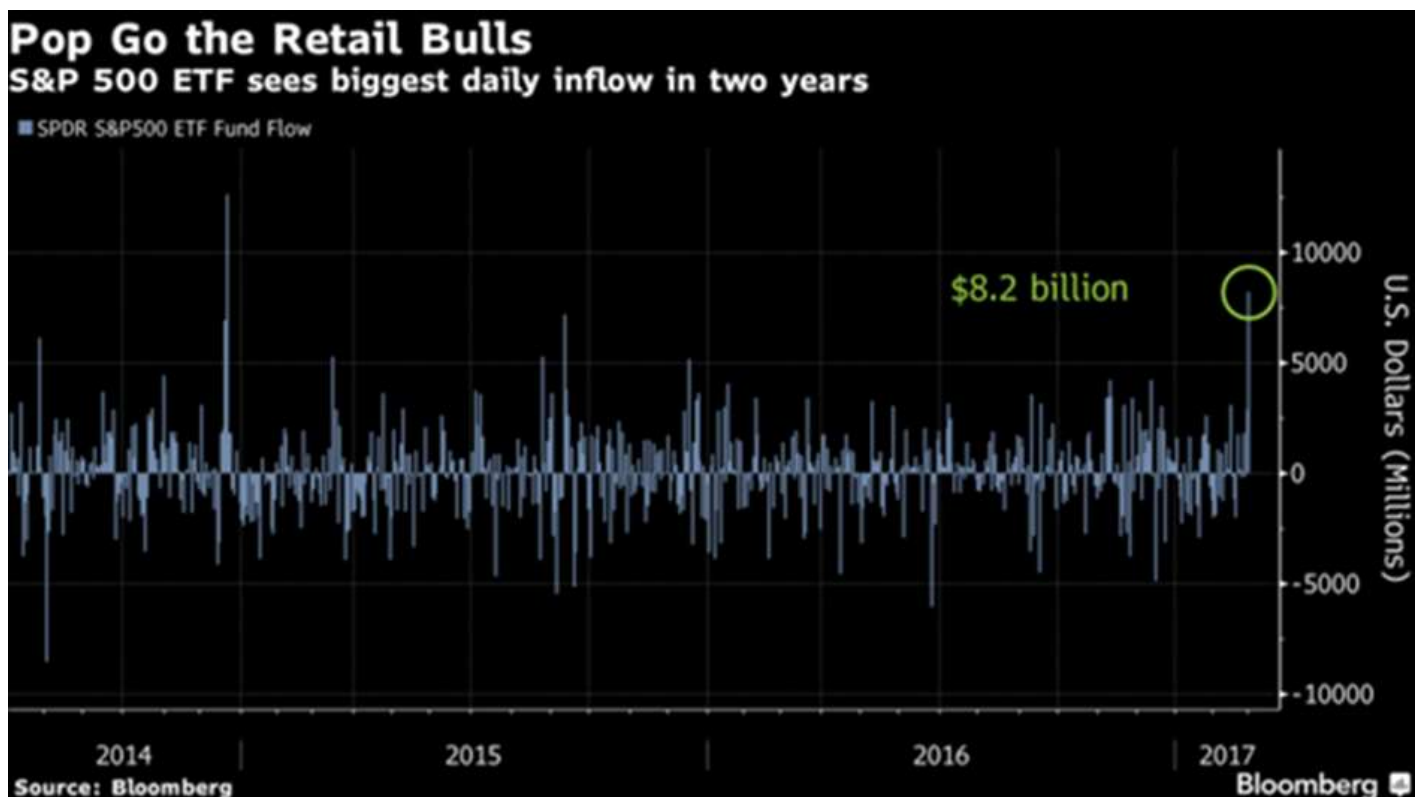 Pop Go the Retail Bulls
S&P 500 ETF sees biggest daily inflow in two years
SPDR S&P500 ETF Fund Flow
$8.2 billion
10000
5000
0
-5000
-10000
U.S. Dollars (Millions)
2014
2015
2016
2017
Source: Bloomberg
Bloomberg